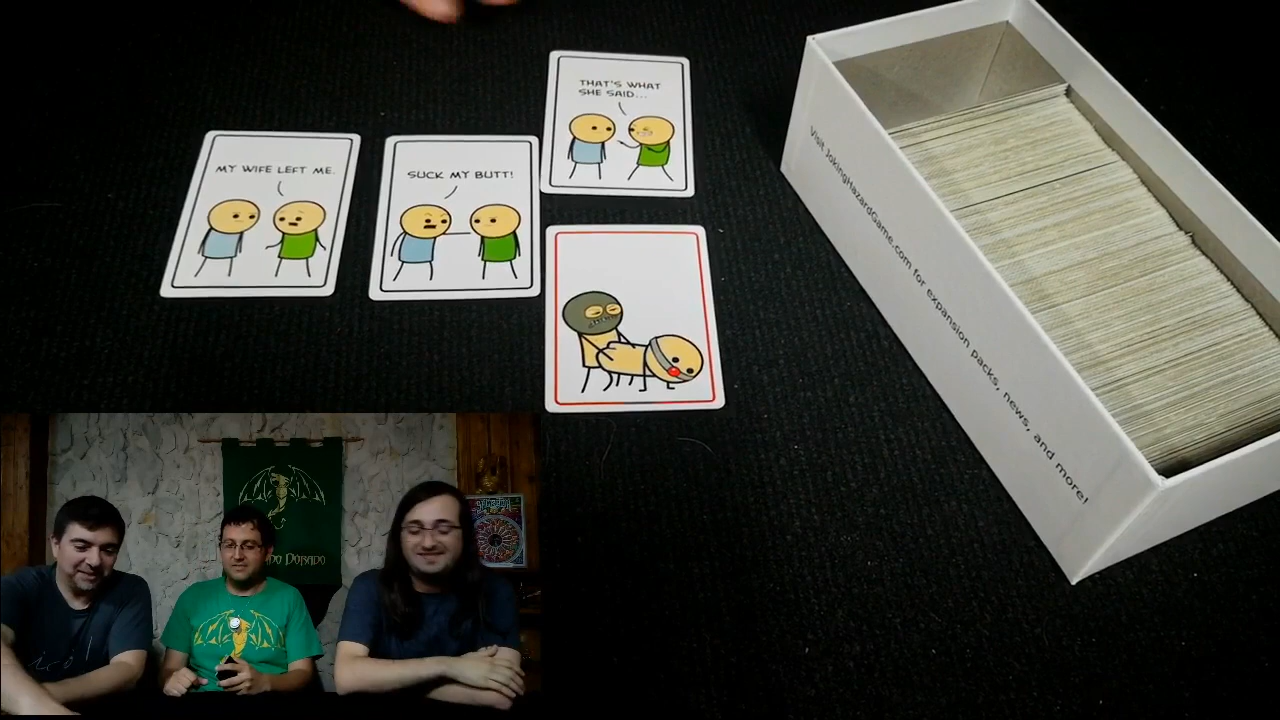 THAT'S WHAT
SHE SAID...
MY WIFE LEFT ME.
SUCK MY BUTT!
Visit JokingHazardGame.com for expansion packs, news, and more!
DORADO